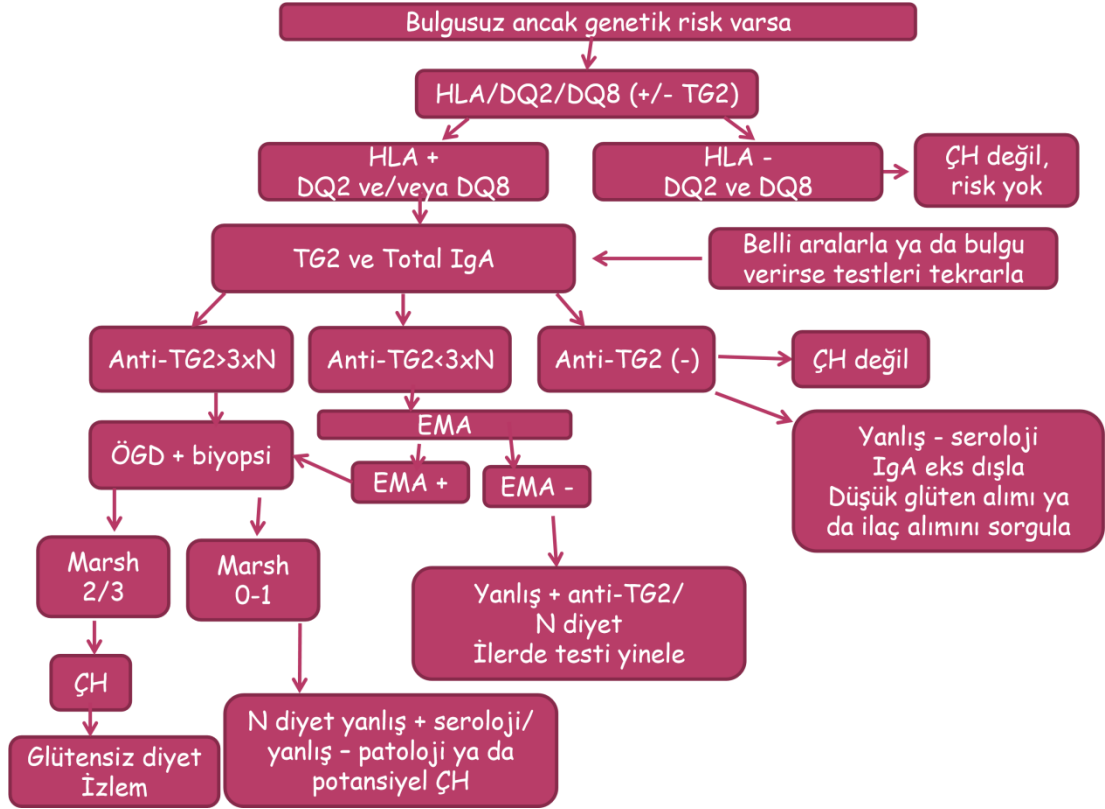 Bulgusuz ancak genetik risk varsa
HLA/DQ2/DQ8 (+/- TG2)
HLA +
DQ2 ve/veya DQ8
HLA -
DQ2 ve DQ8
ÇH değil,
risk yok
TG2 ve Total IgA
Belli aralarla ya da bulgu
verirse testleri tekrarla
Anti-TG2>3xN
Anti-TG2<3xN
Anti-TG2 (-)
ÇH değil
EMA
ÖGD + biyopsi
EMA +
EMA -
Yanlış - seroloji
IgA eks dışla
Düşük glüten alımı ya
da ilaç alımını sorgula
Marsh
2/3
Marsh
0-1
Yanlış + anti-TG2/
N diyet
İlerde testi yinele
ÇH
N diyet yanlış + seroloji/
yanlış – patoloji ya da
potansiyel ÇH
Glütensiz diyet
İzlem